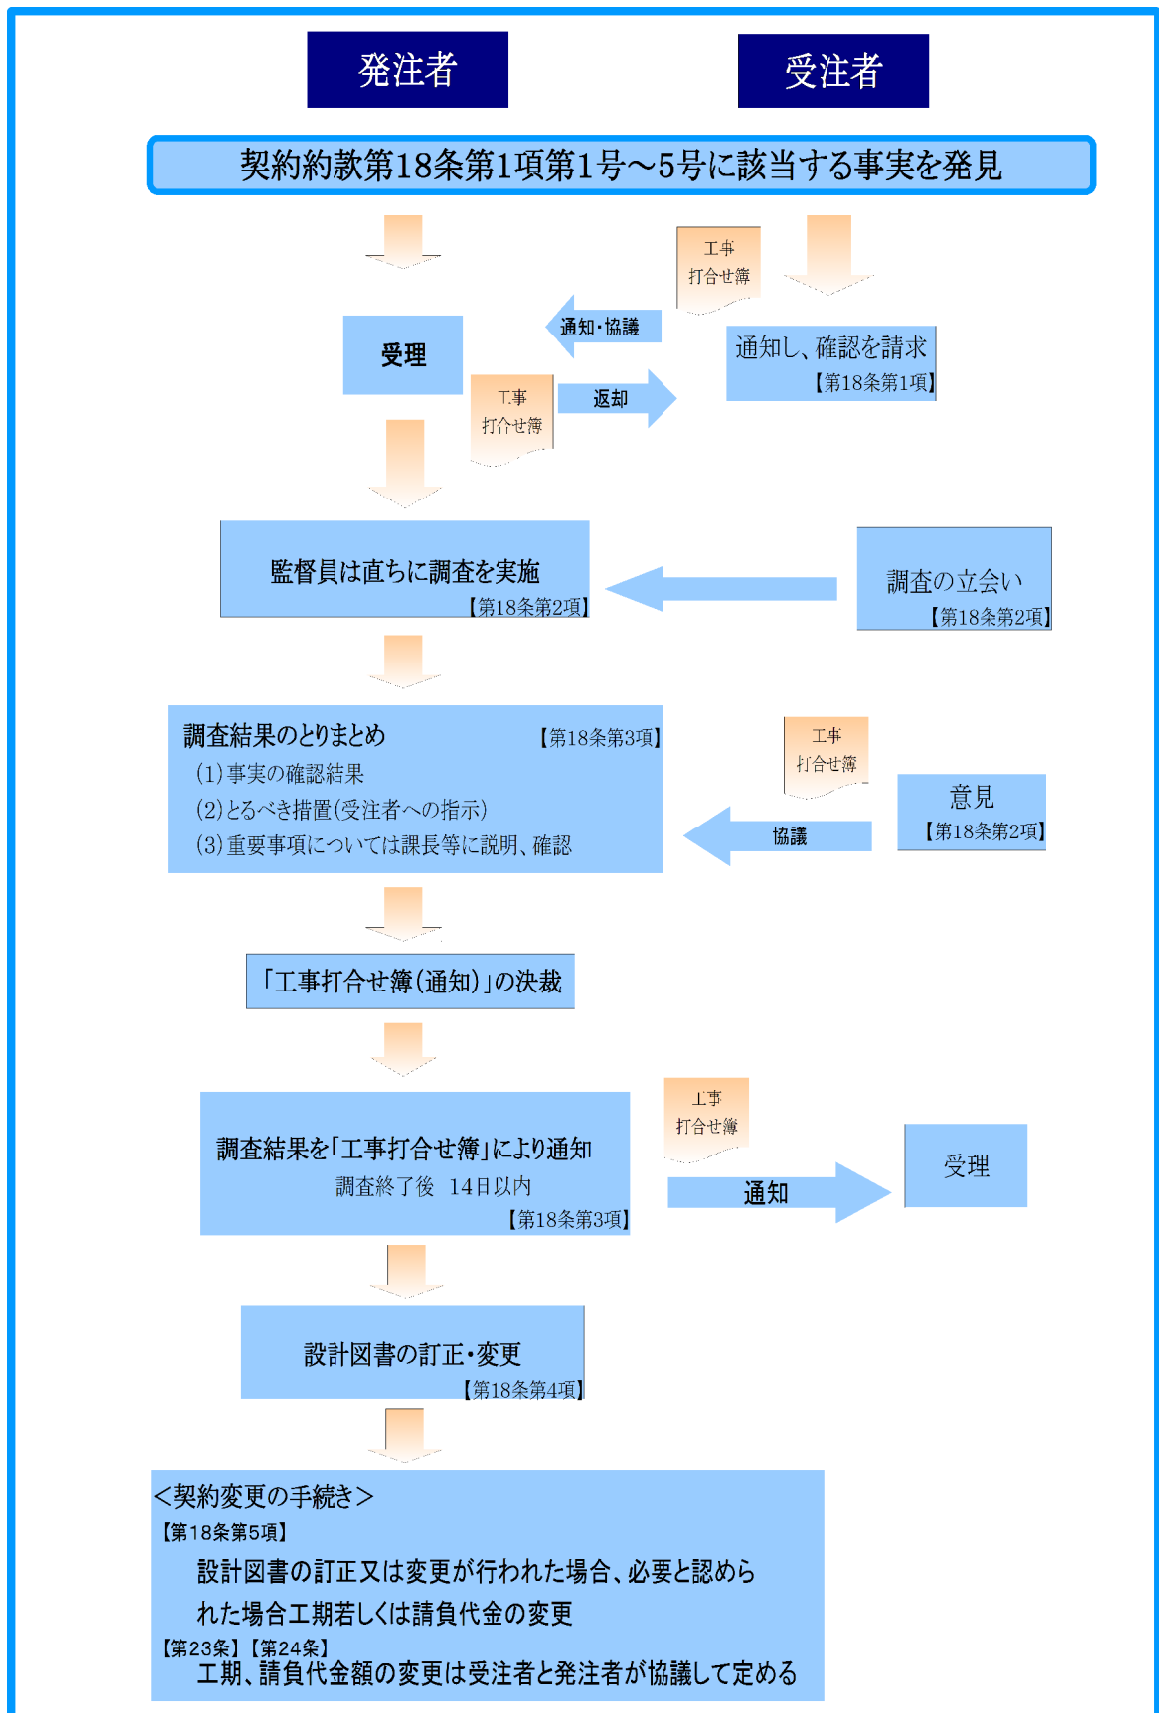 発注者
受注者
契約約款第18条第1項第1号～5号に該当する事実を発見
工事
打合せ簿
通知・協議
受理
通知し、確認を請求
【第18条第1項】
工事
打合せ簿
返却
監督員は直ちに調査を実施
【第18条第2項】
調査の立会い
【第18条第2項】
調査結果のとりまとめ
【第18条第3項】
(1)事実の確認結果
(2)とるべき措置(受注者への指示)
(3)重要事項については課長等に説明、確認
工事
打合せ簿
協議
意見
【第18条第2項】
「工事打合せ簿(通知)」の決裁
調査結果を「工事打合せ簿」により通知
調査終了後 14日以内
【第18条第3項】
工事
打合せ簿
通知
受理
設計図書の訂正・変更
【第18条第4項】
＜契約変更の手続き＞
【第18条第5項】
設計図書の訂正又は変更が行われた場合、必要と認めら
れた場合工期若しくは請負代金の変更
【第23条】【第24条】
工期、請負代金額の変更は受注者と発注者が協議して定める